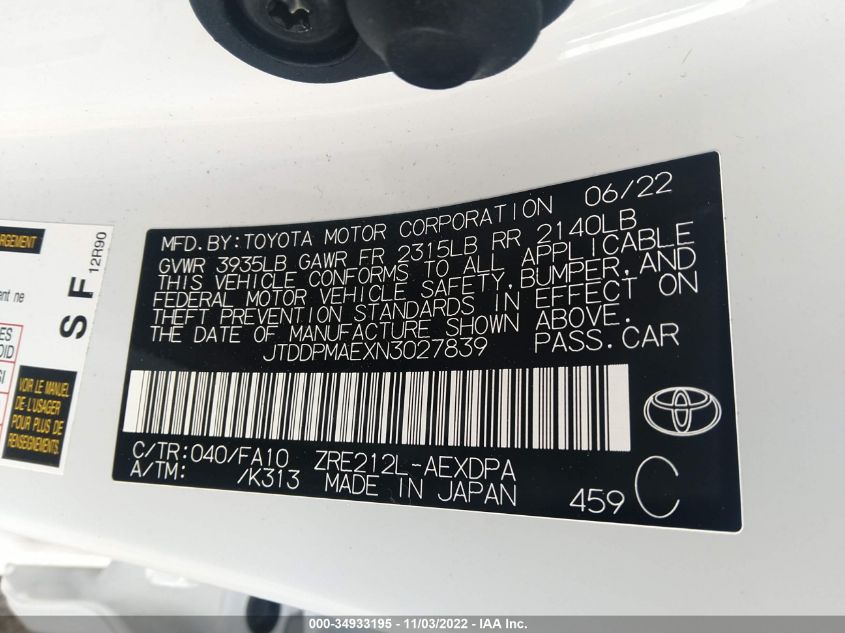 MFD. BY: TOYOTA MOTOR CORPORATION 06/22
GVWR 3935LB GAWR FR 2315LB RR 2140LB
THIS VEHICLE CONFORMS TO ALL APPLICABLE
FEDERAL MOTOR VEHICLE SAFETY, BUMPER, AND
THEFT PREVENTION STANDARDS IN EFFECT ON
THE DATE OF MANUFACTURE SHOWN ABOVE.
JTDDPMAEXN3027839 PASS. CAR
C/TR: 040/FA10 ZRE212L-AEXDPA
A/TM: /K313 MADE IN JAPAN
459 C
S F
12R90
ne
VOIR LE MANUEL
DE L'USAGER
POUR PLUS DE
RENSEIGNEMENTS
000-34933195 - 11/03/2022 - IAA Inc.